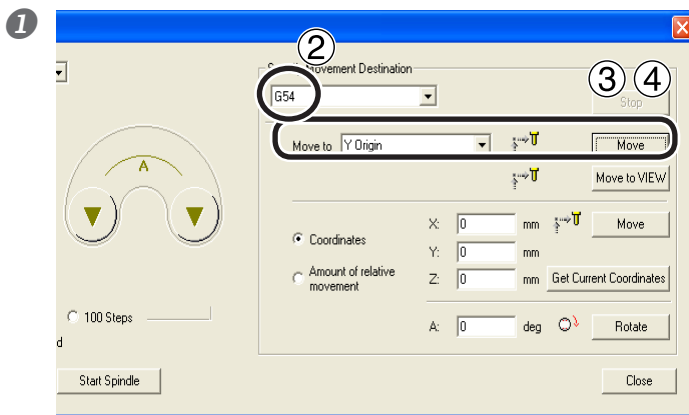 1
2
Movement Destination
3 4
G54
Stop
Move to Y Origin Move
A
Move to VIEW
X: 0 mm Move
Coordinates
Y: 0 mm
Amount of relative movement
Z: 0 mm Get Current Coordinates
100 Steps
A: 0 deg Rotate
d
Start Spindle Close